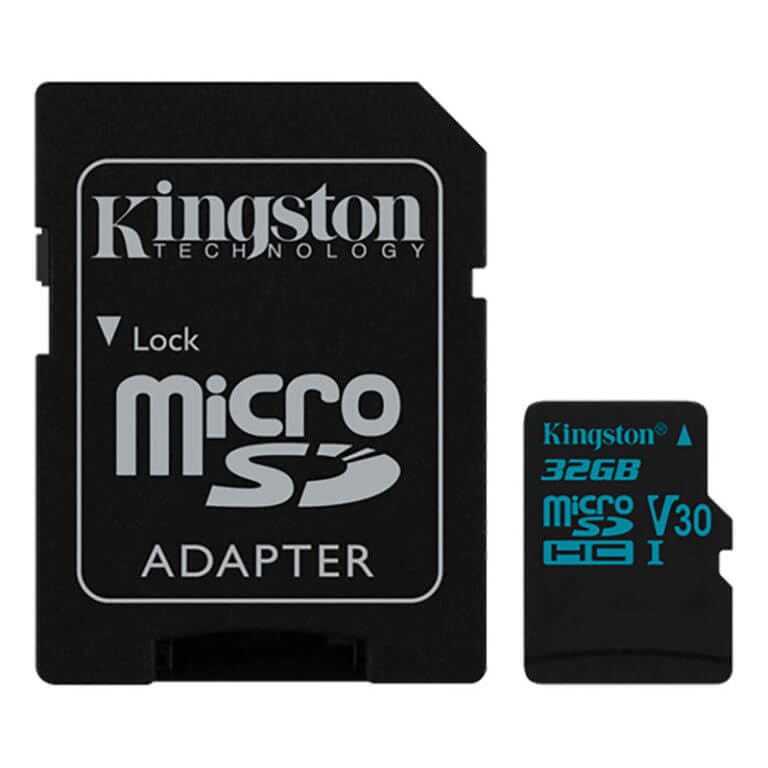 Kingston
TECHNOLOGY
Lock
micro
SD
ADAPTER
Kingston®
32GB
micro
SD
V30
HC I